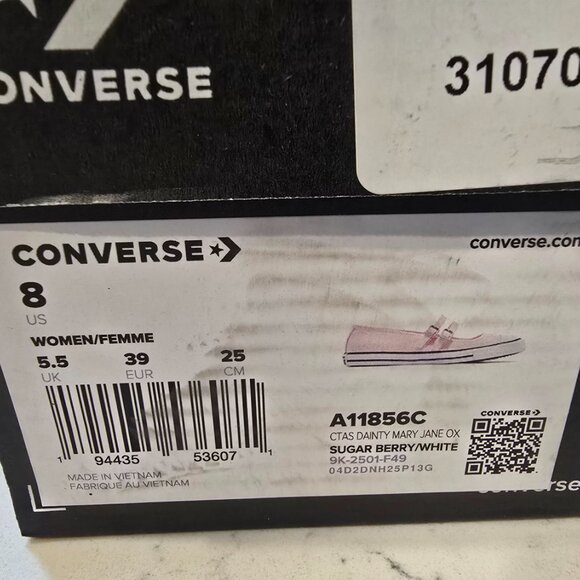 CONVERSE
31070
CONVERSE
converse.com
8
US
WOMEN/FEMME
5.5 39 25
UK EUR CM
1 94435 53607 1
MADE IN VIETNAM
FABRIQUE AU VIETNAM
A11856C
CTAS DAINTY MARY JANE OX
SUGAR BERRY/WHITE
9K-2501-F49
04D2DNH25P13G
CONVERSE
converse